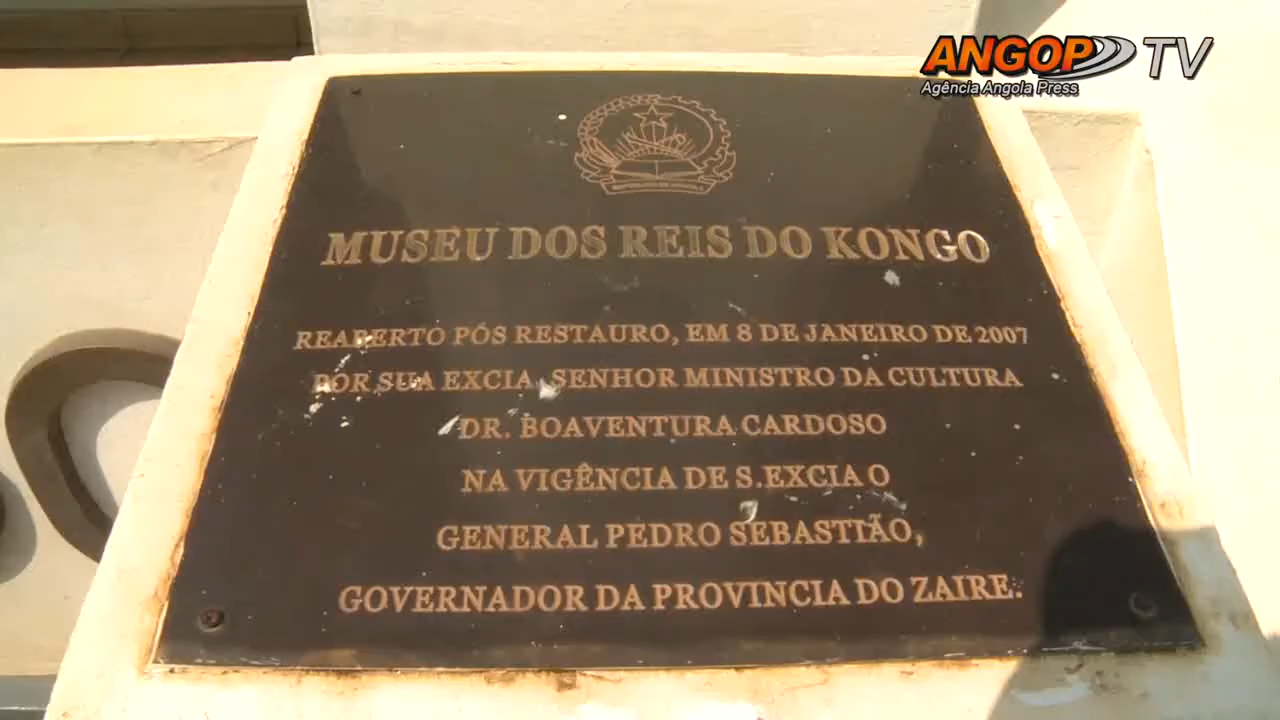 ANGOP TV
Agência Angola Press
MUSEU DOS REIS DO KONGO
REABERTO PÓS RESTAURO, EM 8 DE JANEIRO DE 2007
POR SUA EXCIA, SENHOR MINISTRO DA CULTURA
DR. BOAVENTURA CARDOSO
NA VIGÊNCIA DE S.EXCIA O
GENERAL PEDRO SEBASTIÃO,
GOVERNADOR DA PROVINCIA DO ZAIRE.